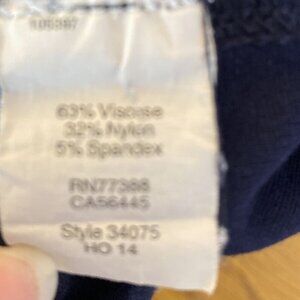 63% Viscose
32% Nylon
5% Spandex
RN77388
CA56445
Style 34075
HO 14